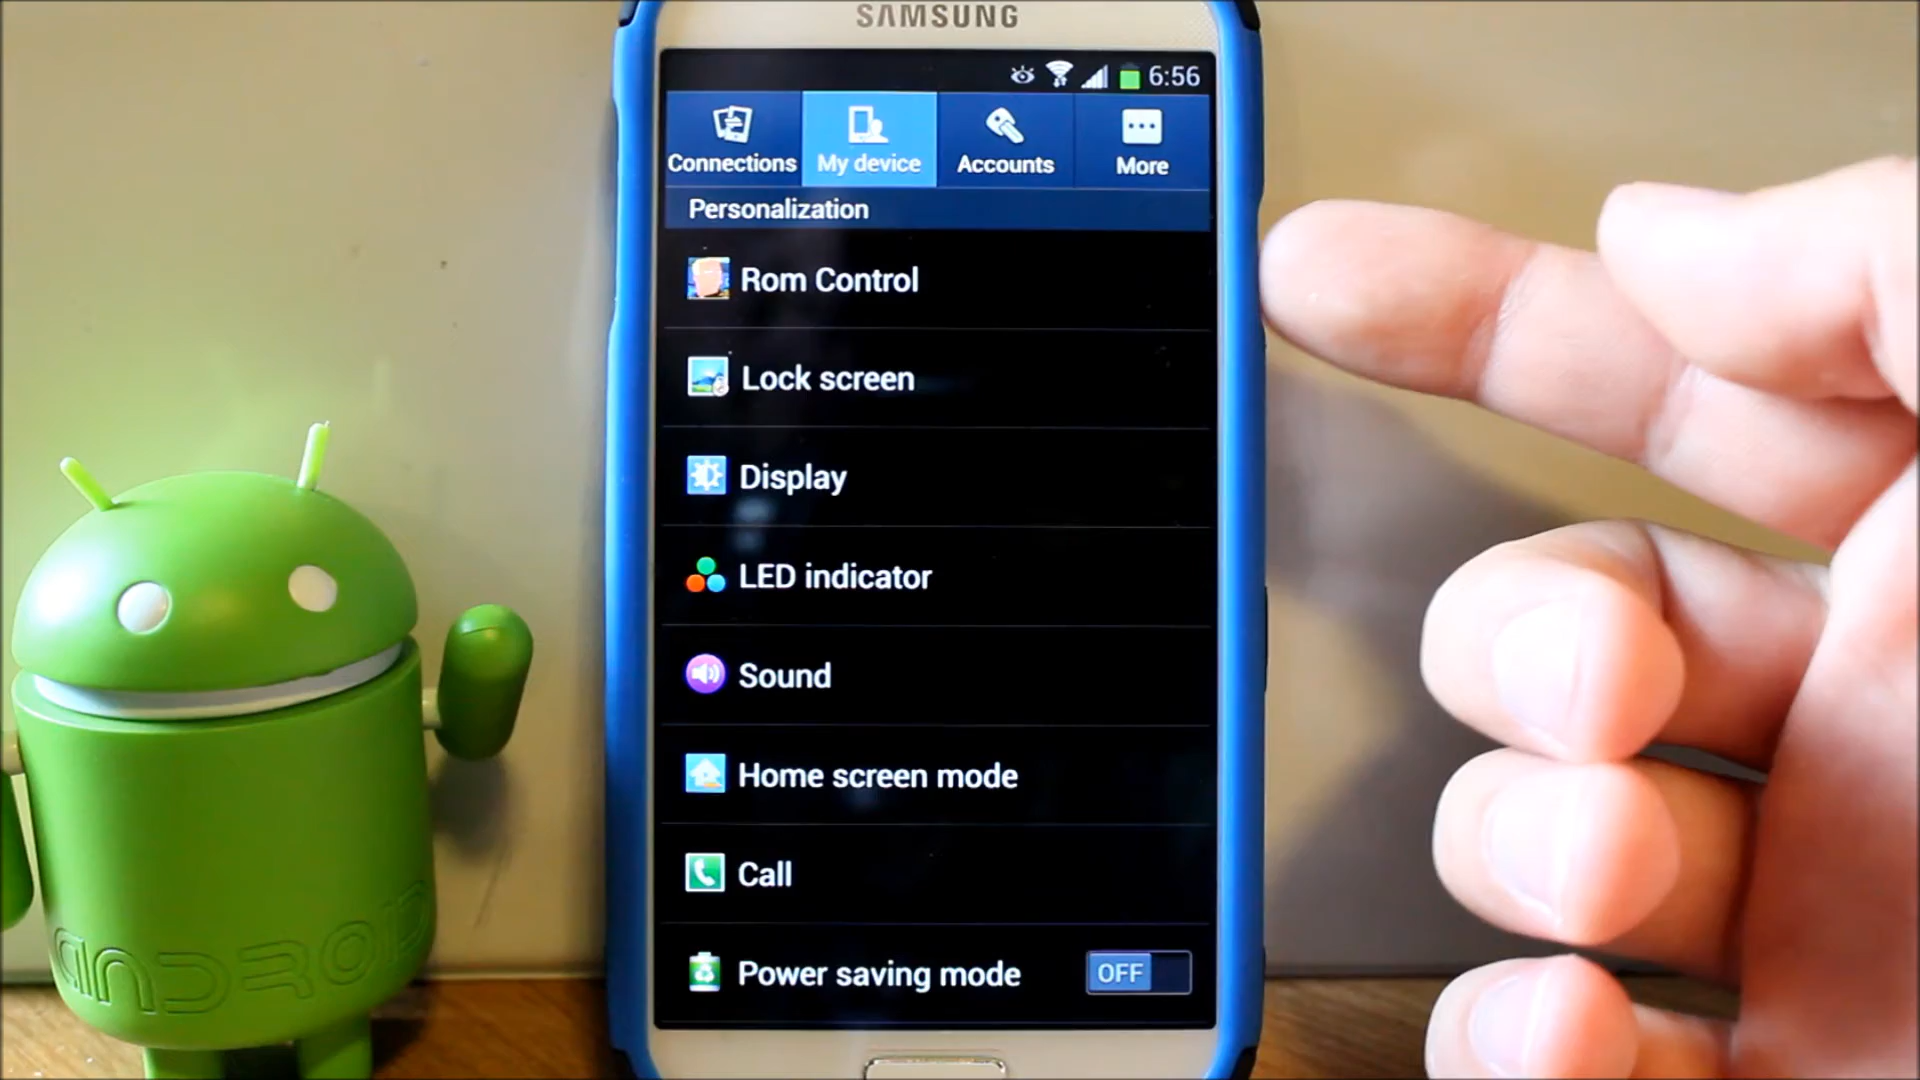 SAMSUNG
6:56
Connections
My device
Accounts
More
Personalization
Rom Control
Lock screen
Display
LED indicator
Sound
Home screen mode
Call
Power saving mode OFF
ANDROID